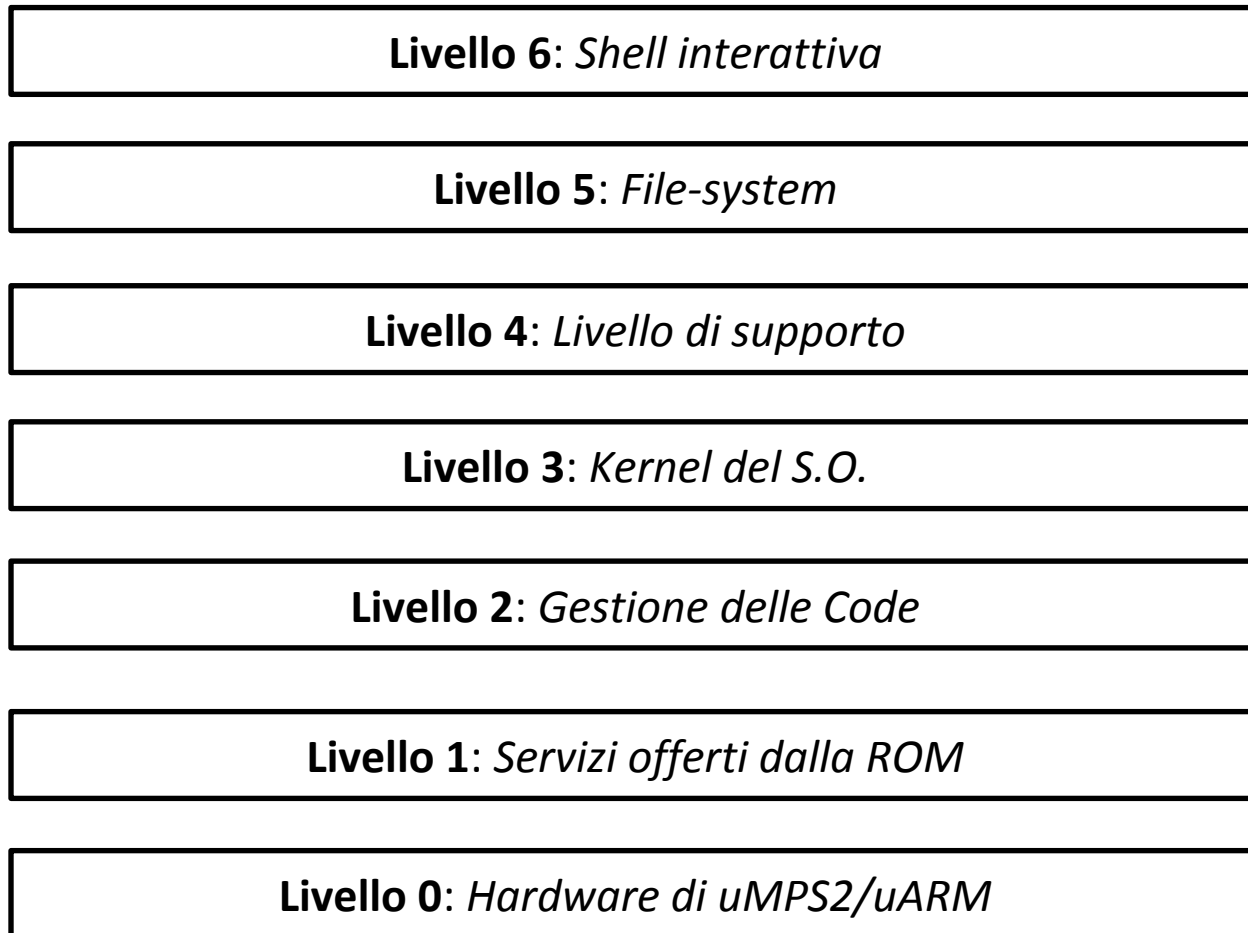 Livello 6: Shell interattiva
Livello 5: File-system
Livello 4: Livello di supporto
Livello 3: Kernel del S.O.
Livello 2: Gestione delle Code
Livello 1: Servizi offerti dalla ROM
Livello 0: Hardware di uMPS2/uARM